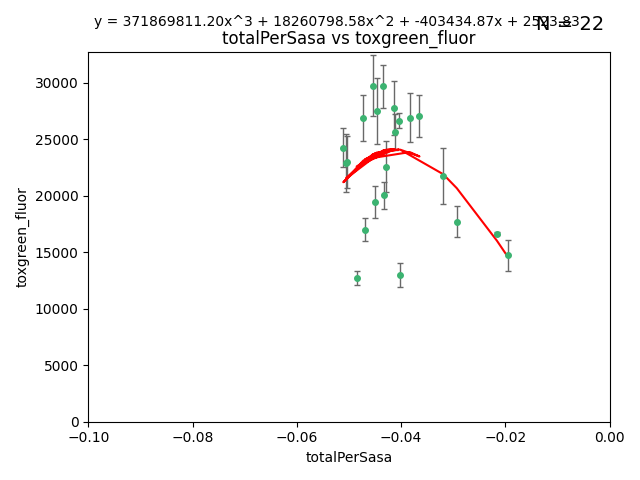 y = 371869811.20x^3 + 18260798.58x^2 + -403434.87x + N = 22
totalPerSasa vs toxgreen_fluor
30000
25000
20000
15000
10000
5000
0
toxgreen_fluor
−0.10 −0.08 −0.06 −0.04 −0.02 0.00
totalPerSasa